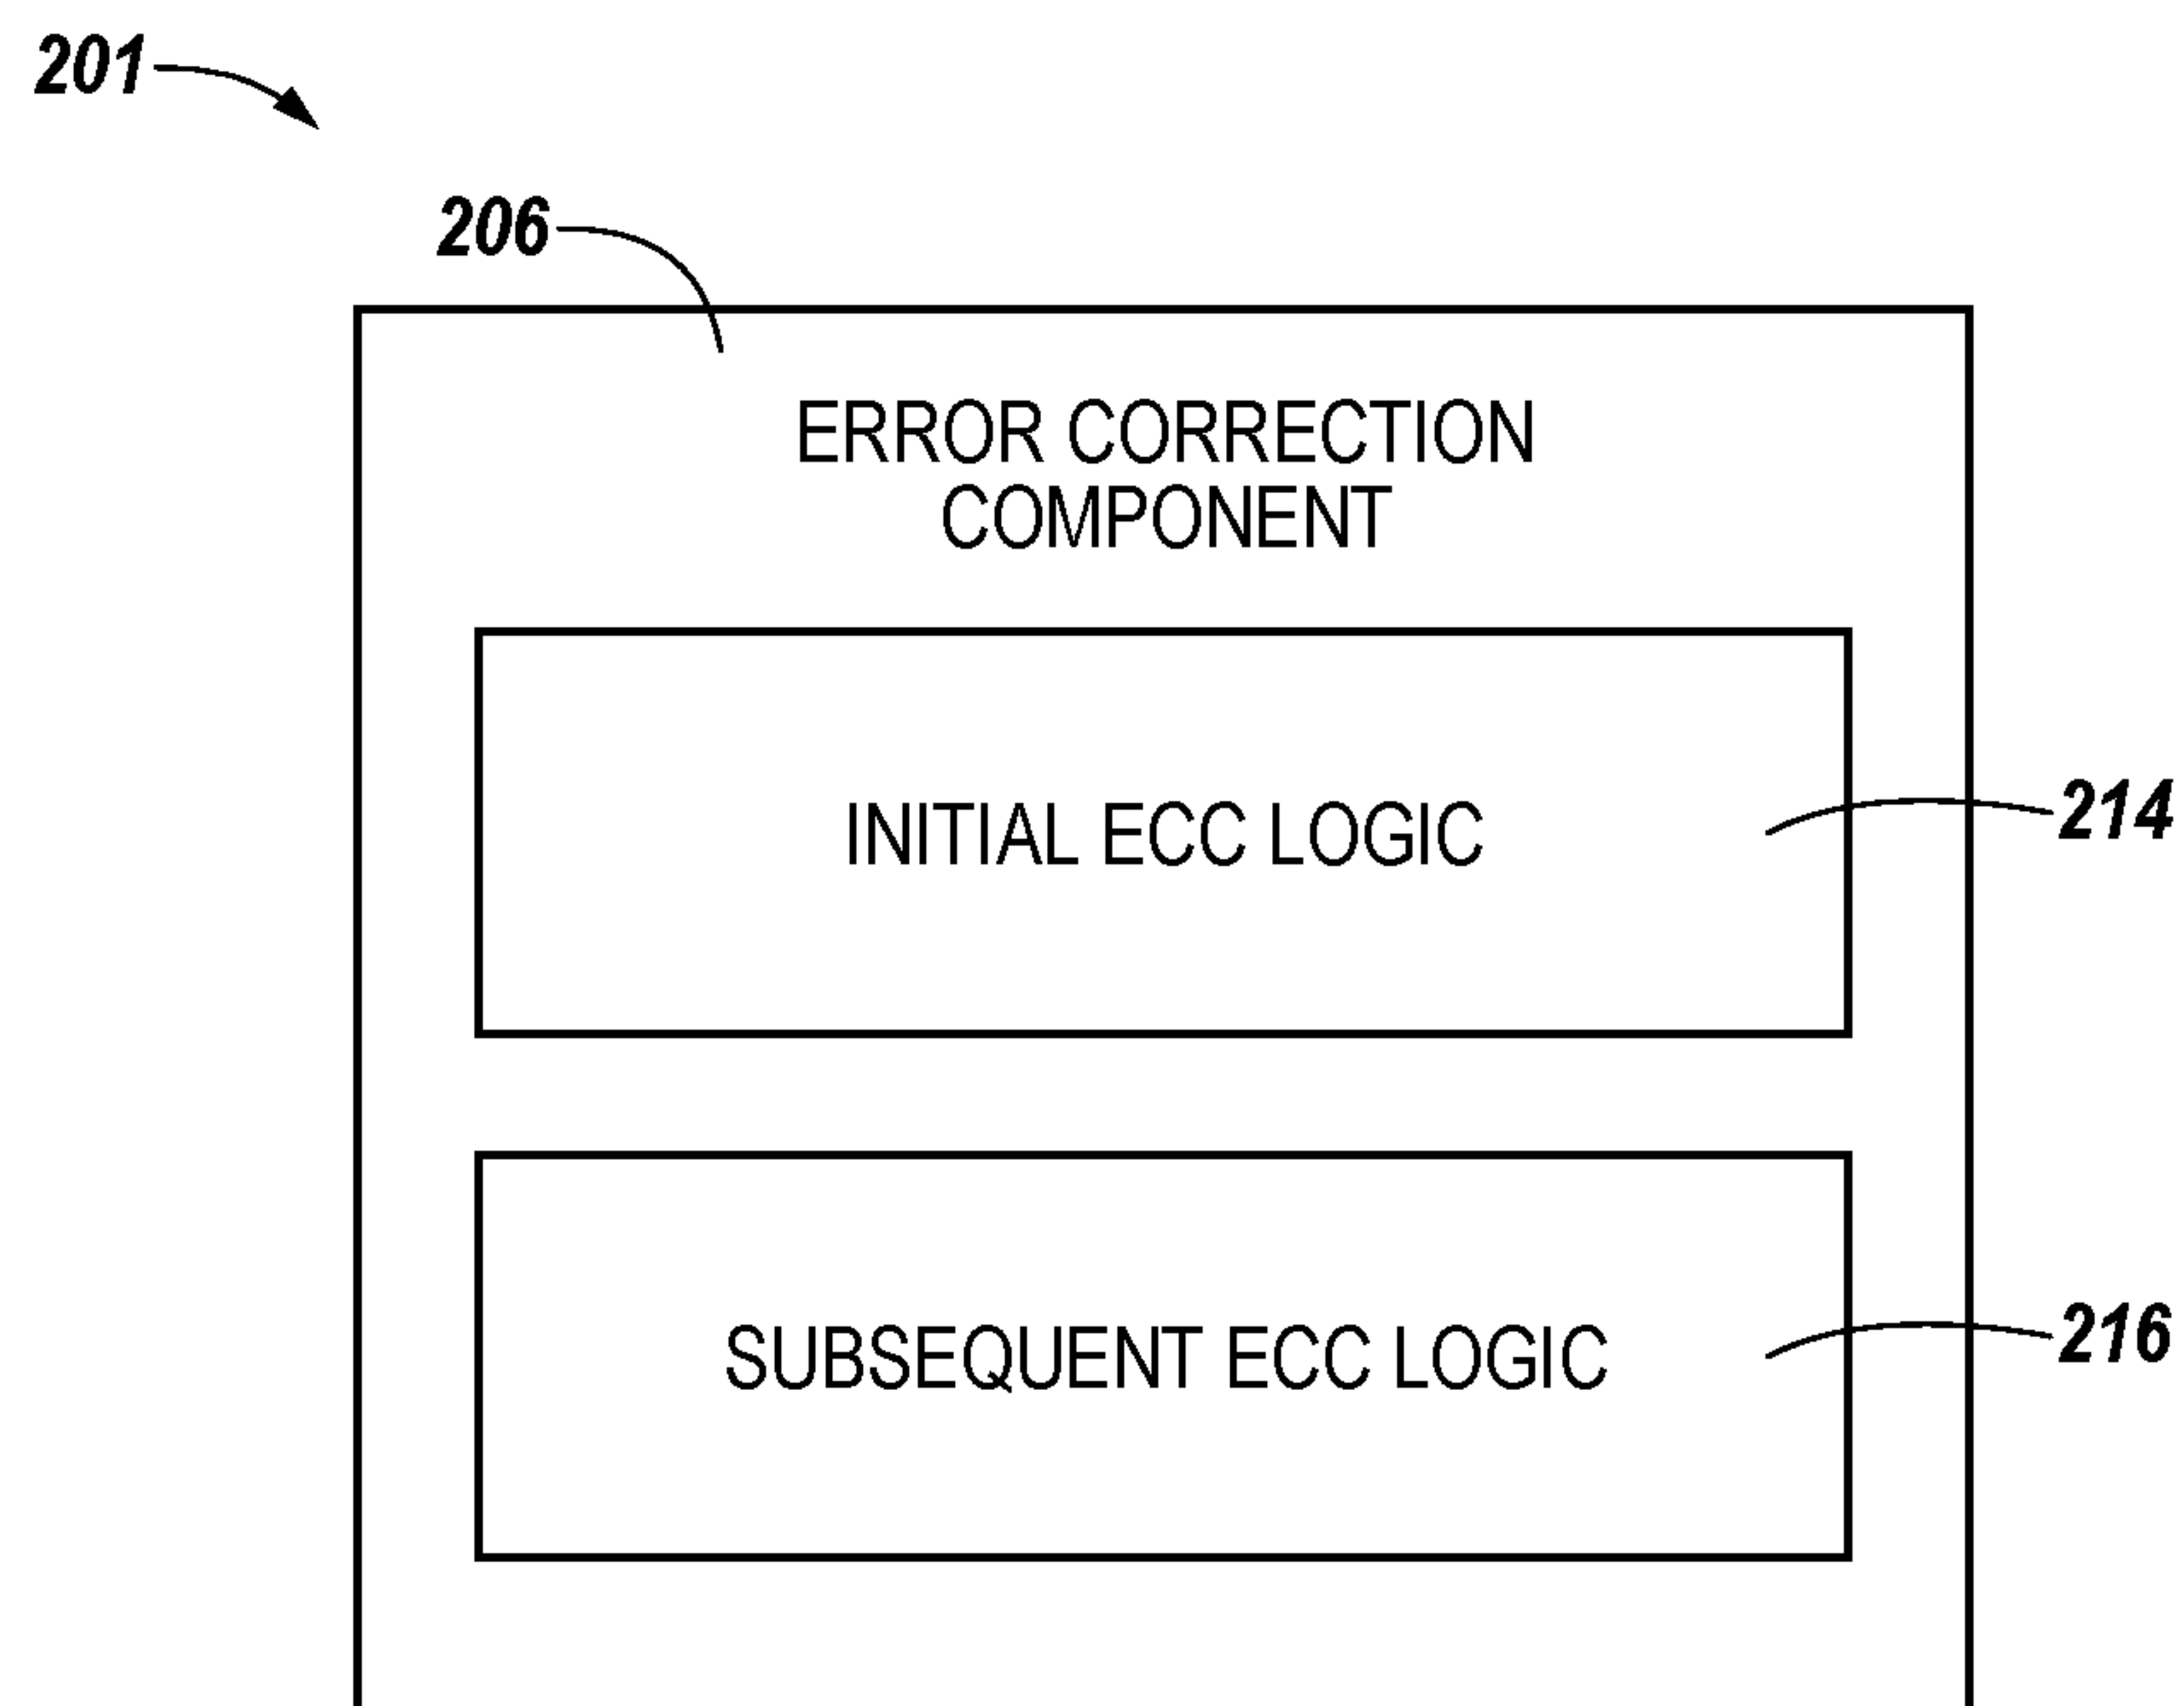 201
206
ERROR CORRECTION
COMPONENT
INITIAL ECC LOGIC
214
SUBSEQUENT ECC LOGIC
216